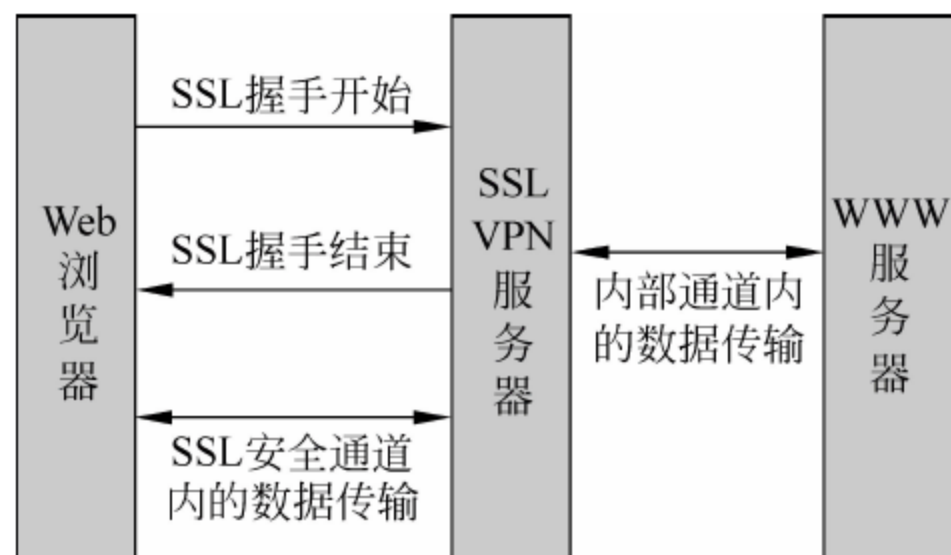 SSL握手开始
Web
浏
览
器
SSL握手结束
SSL安全通道
内的数据传输
SSL
VPN
服
务
器
内部通道内
的数据传输
WWW
服
务
器